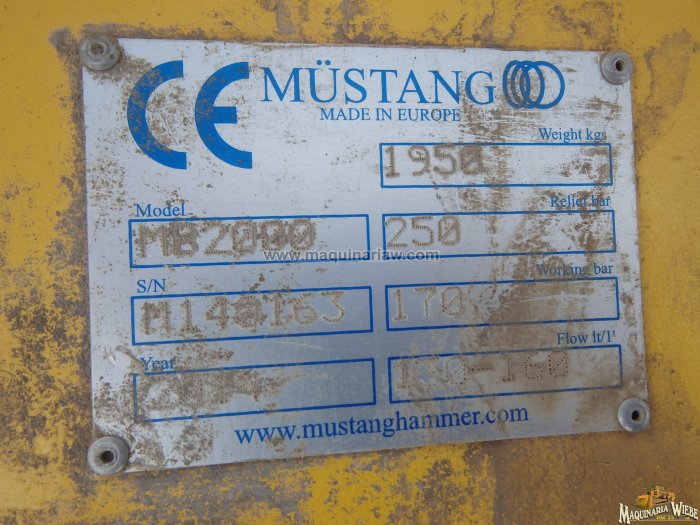 CE MÜSTANG
MADE IN EUROPE
Weight kgs
1950
Model
Relief bar
MB2000
250
www.maquinariaw.com
S/N
Working bar
170
Year
Flow lt/1'
www.mustanghammer.com
MAQUINARIA WIEBE